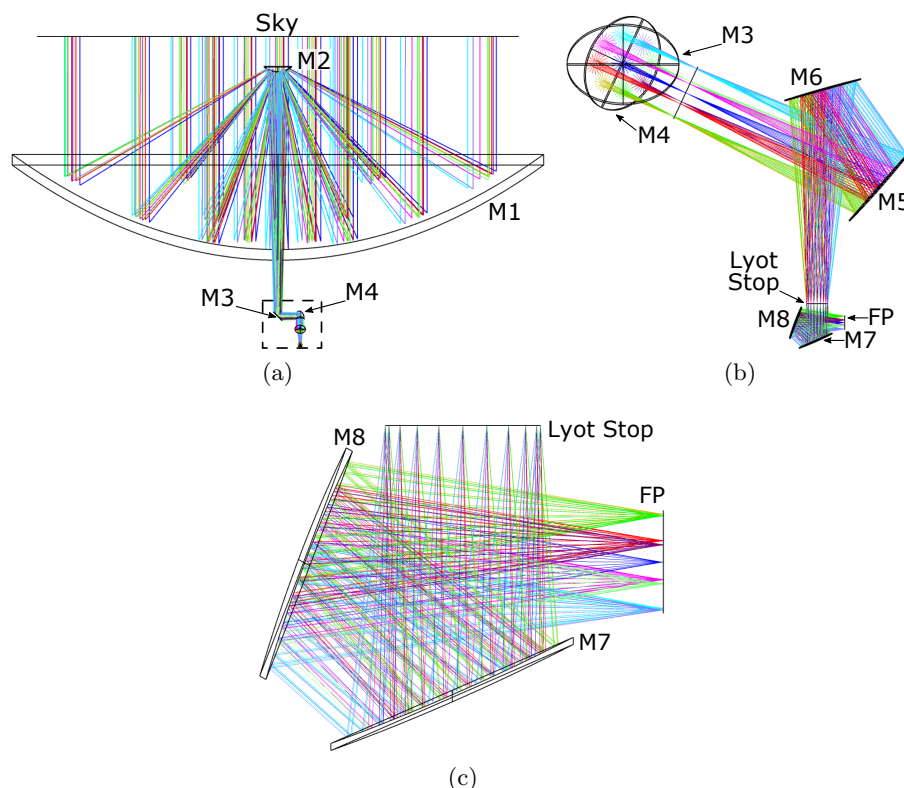 Sky
M2
M1
M3
M4
(a)
M3
M6
M4
M5
Lyot
Stop
M8
FP
M7
(b)
M8
Lyot Stop
FP
M7
(c)